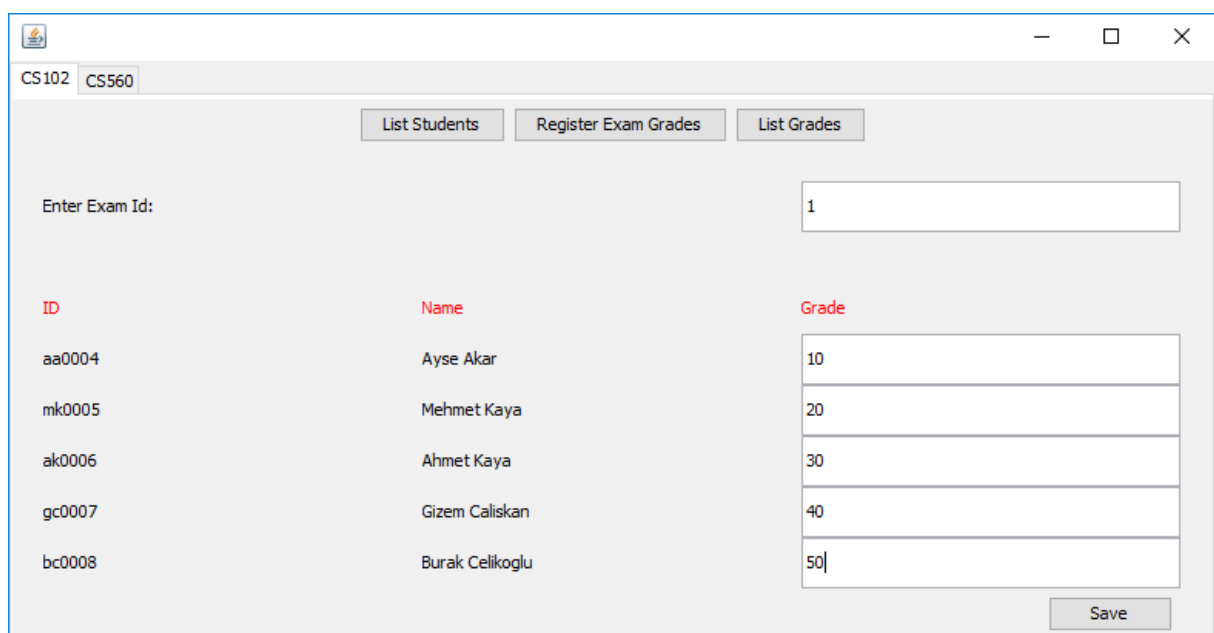 CS102 CS560
List Students Register Exam Grades List Grades
Enter Exam Id: 1
ID Name Grade
aa0004 Ayse Akar 10
mk0005 Mehmet Kaya 20
ak0006 Ahmet Kaya 30
gc0007 Gizem Caliskan 40
bc0008 Burak Celikoglu 50
Save